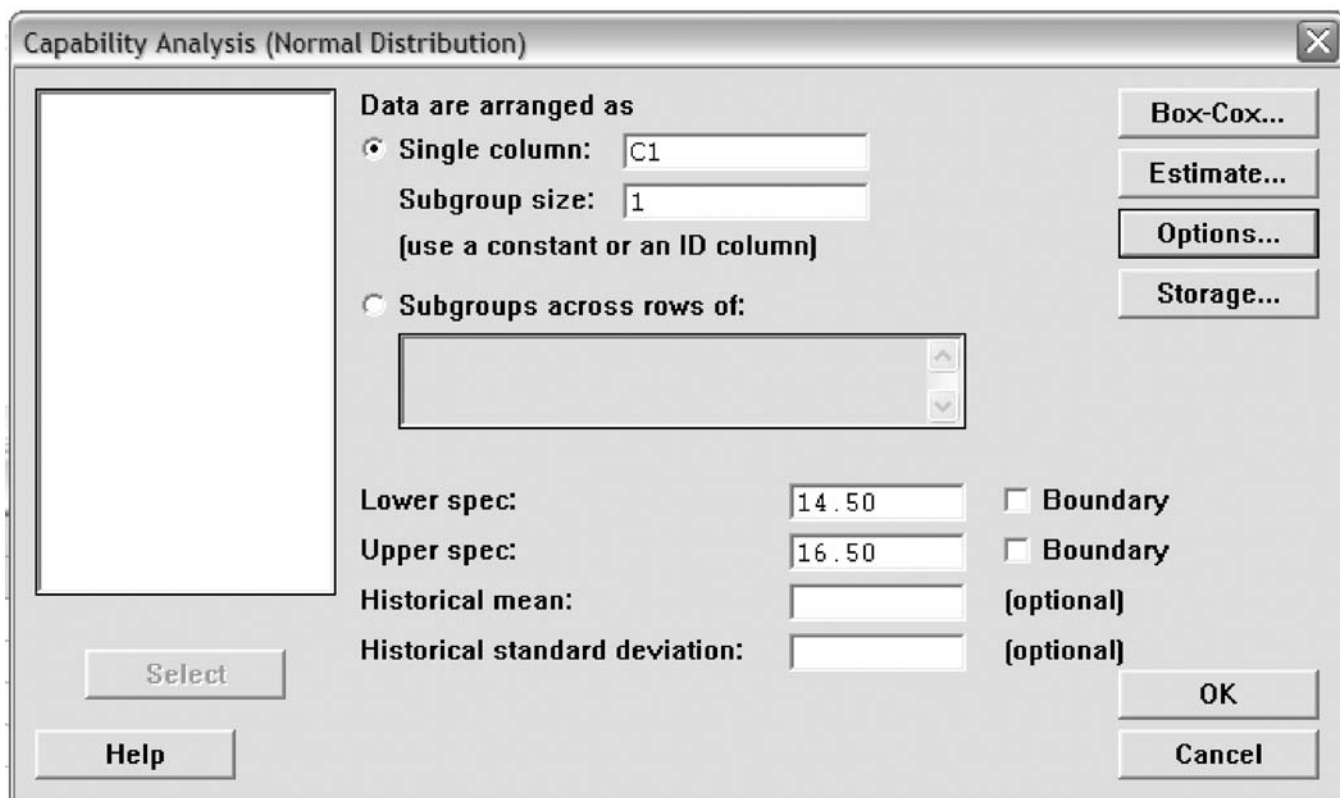 Capability Analysis (Normal Distribution)
Data are arranged as
Single column: C1
Subgroup size: 1
(use a constant or an ID column)
Subgroups across rows of:
Box-Cox...
Estimate...
Options...
Storage...
Lower spec: 14.50 Boundary
Upper spec: 16.50 Boundary
Historical mean: (optional)
Historical standard deviation: (optional)
Select
Help
OK
Cancel